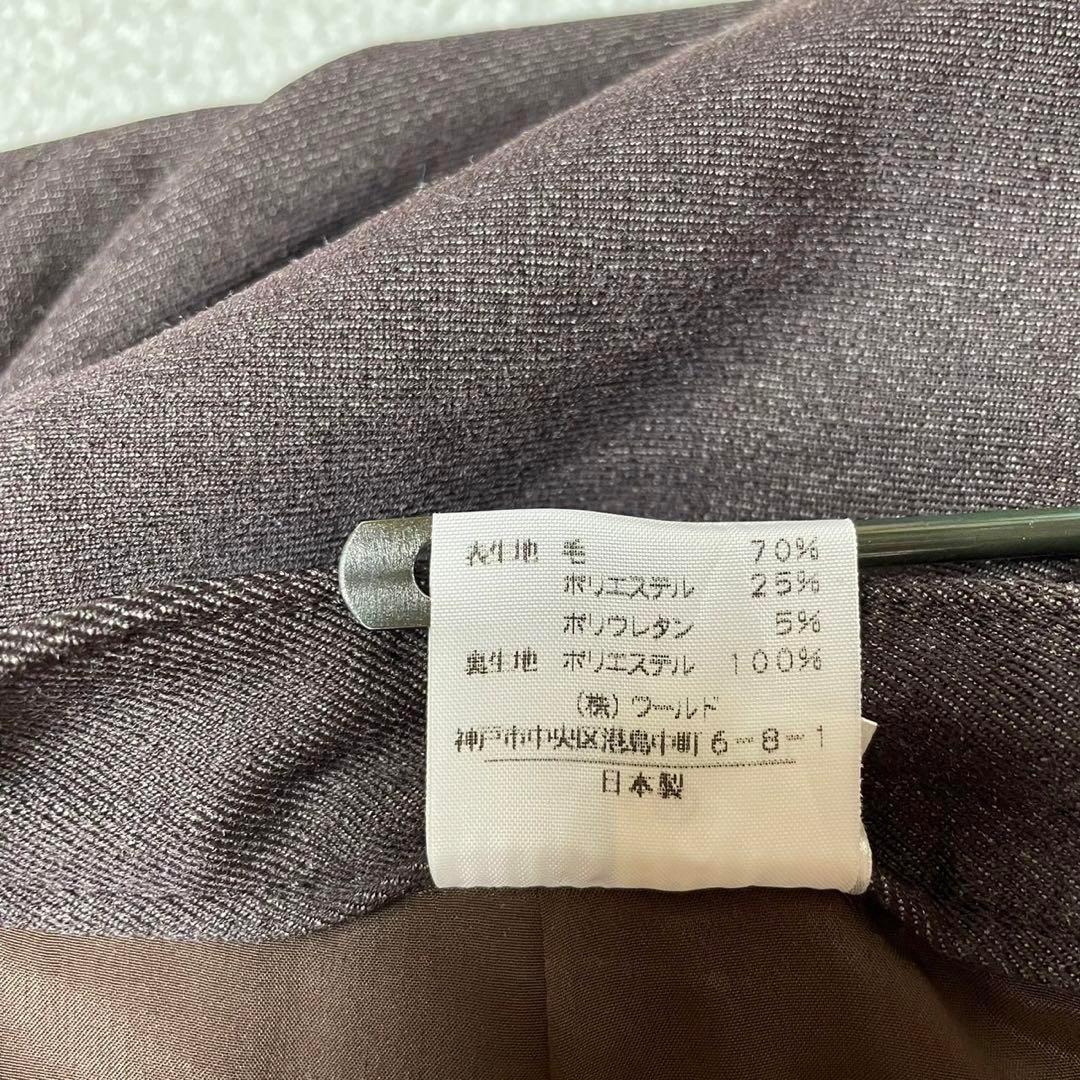 表生地 毛 70%
ポリエステル 25%
ポリウレタン 5%
裏生地 ポリエステル 100%
(株)ワールド
神戸市中央区港島中町6-8-1
日本製